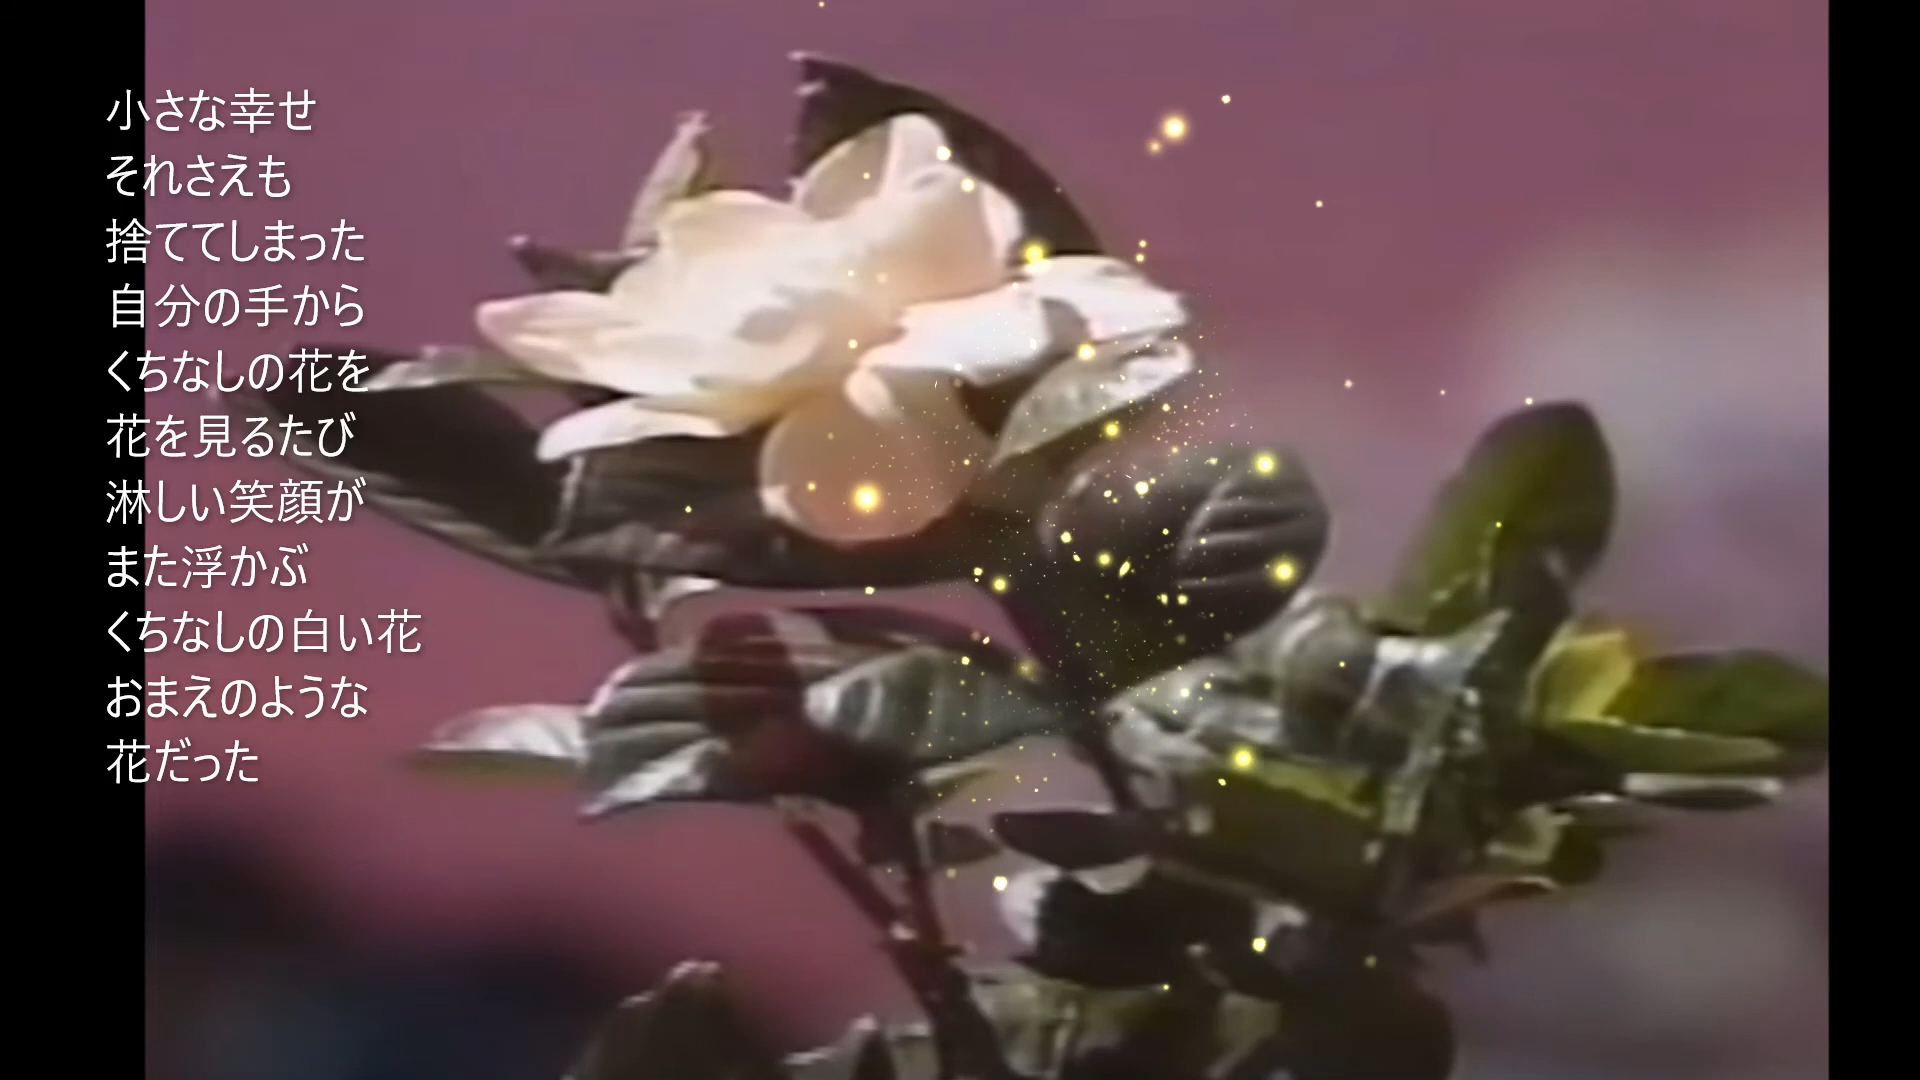 小さな幸せ
それさえも
捨ててしまった
自分の手から
くちなしの花を
花を見るたび
淋しい笑顔が
また浮かぶ
くちなしの白い花
おまえのような
花だった